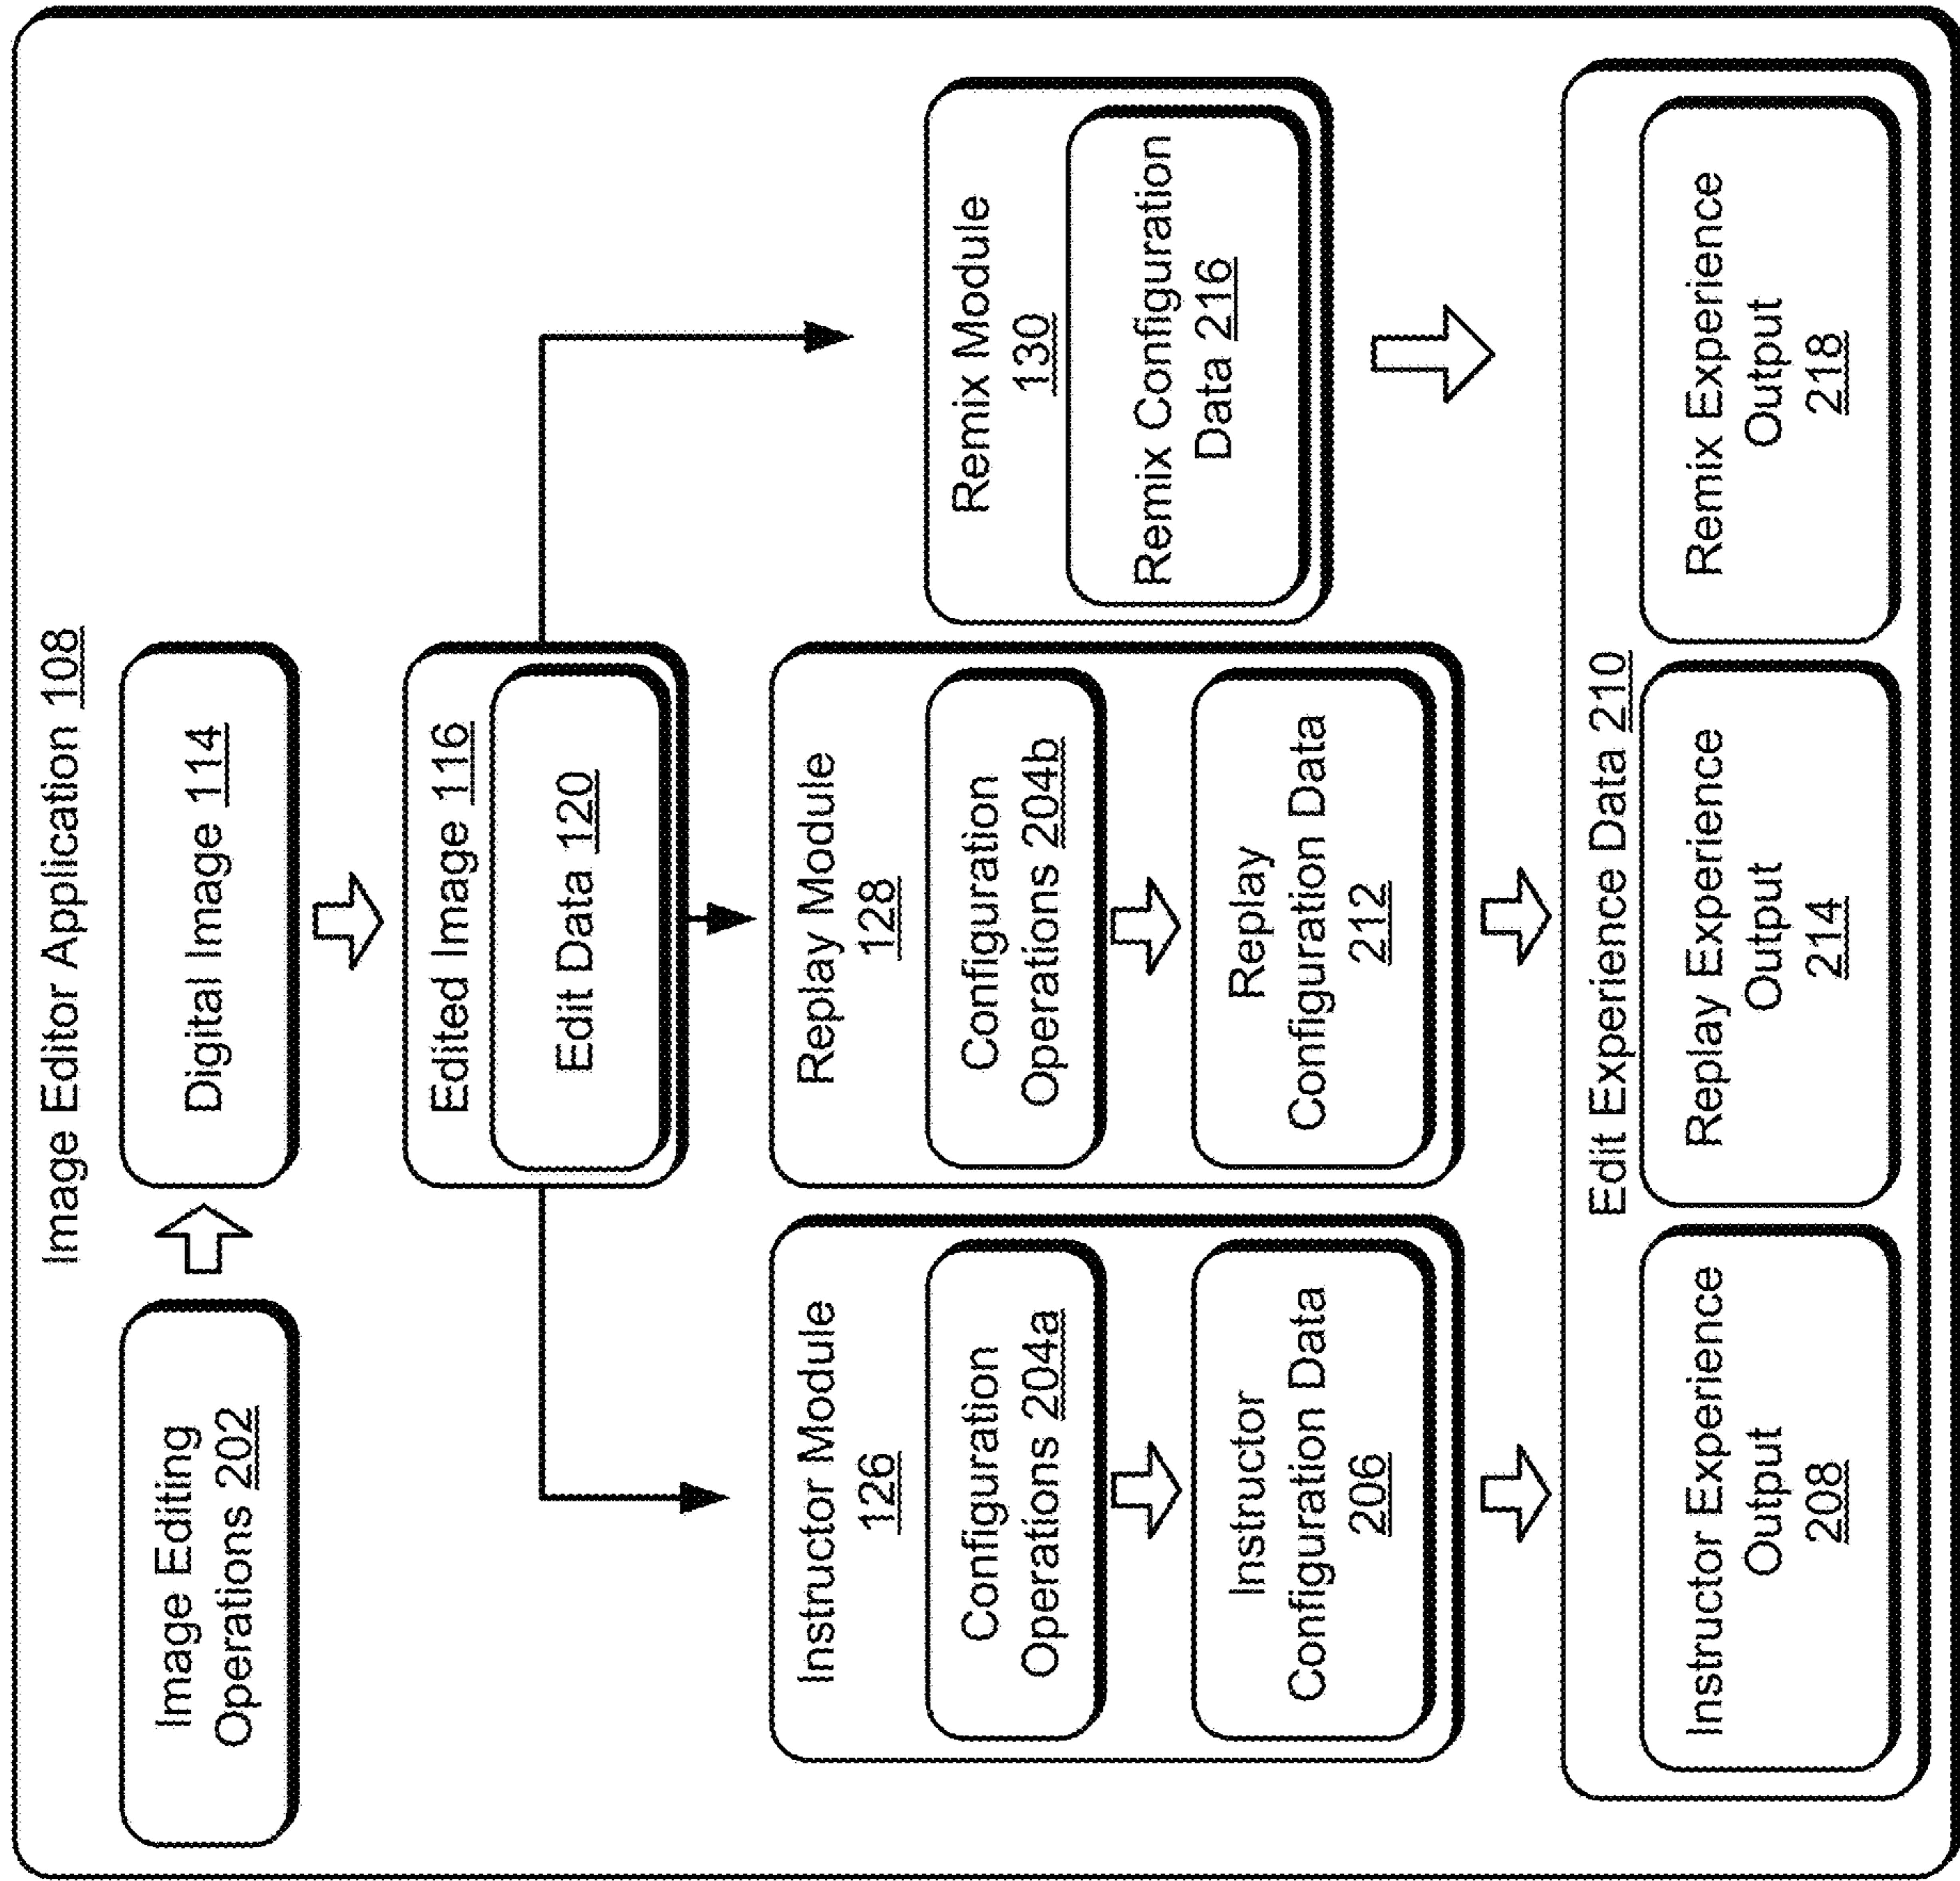 Image Editor Application 108
Image Editing
Operations 202
Digital Image 114
Edited Image 116
Edit Data 120
Instructor Module
126
Configuration
Operations 204a
Instructor
Configuration Data
206
Replay Module
128
Configuration
Operations 204b
Replay
Configuration Data
212
Remix Module
130
Remix Configuration
Data 216
Edit Experience Data 210
Instructor Experience
Output
208
Replay Experience
Output
214
Remix Experience
Output
218